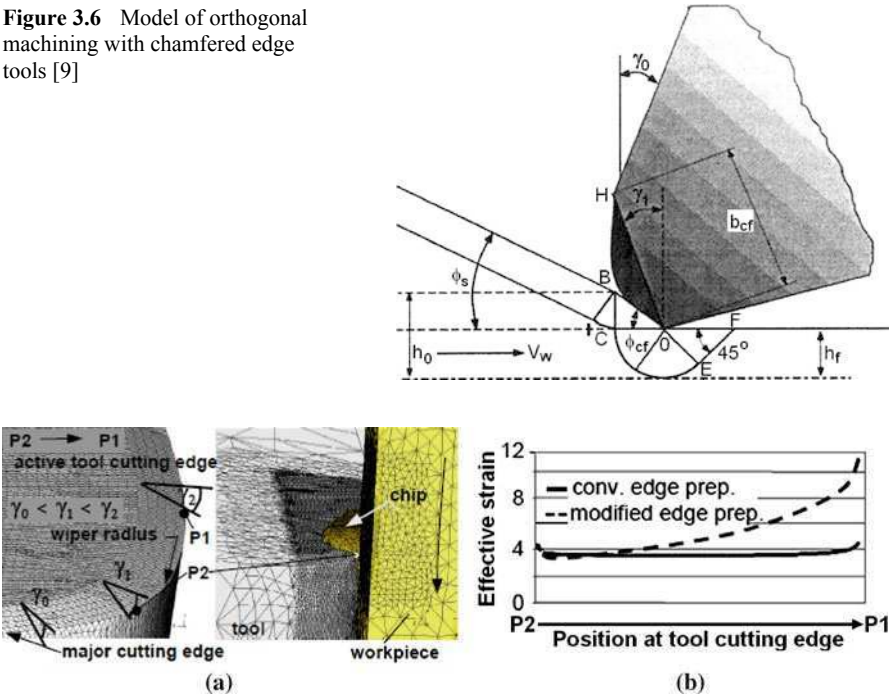 Figure 3.6 Model of orthogonal
machining with chamfered edge
tools [9]
γ0
H
γ1
bcf
ϕs
B
C
ϕcf
0
F
E
45°
h0
Vw
hf
P2 → P1
active tool cutting edge
γ0 < γ1 < γ2
wiper radius
γ2
P1
P2
γ1
γ0
major cutting edge
chip
tool
workpiece
(a)
Effective strain
12
8
4
0
conv. edge prep.
modified edge prep.
P2 → P1
Position at tool cutting edge
(b)